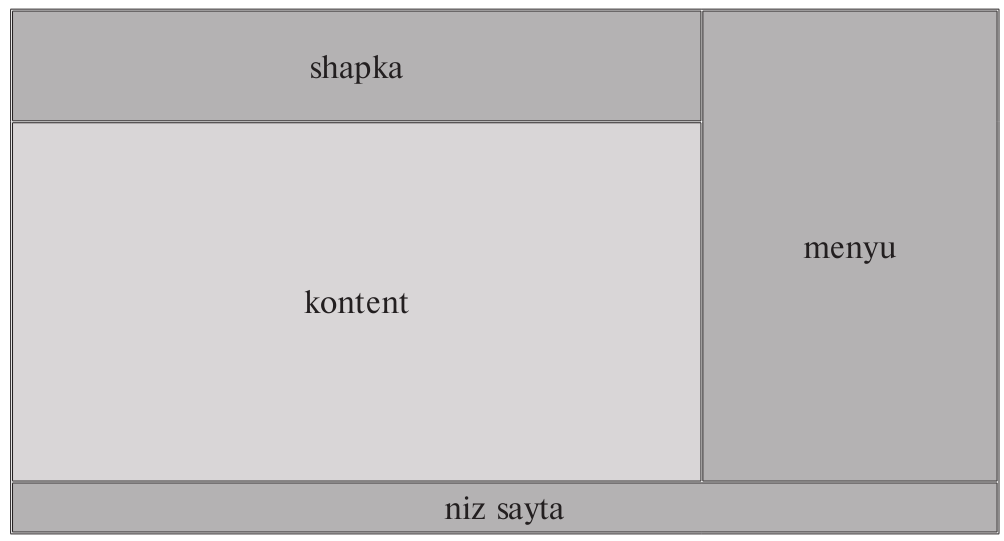 shapka
menyu
kontent
niz sayta